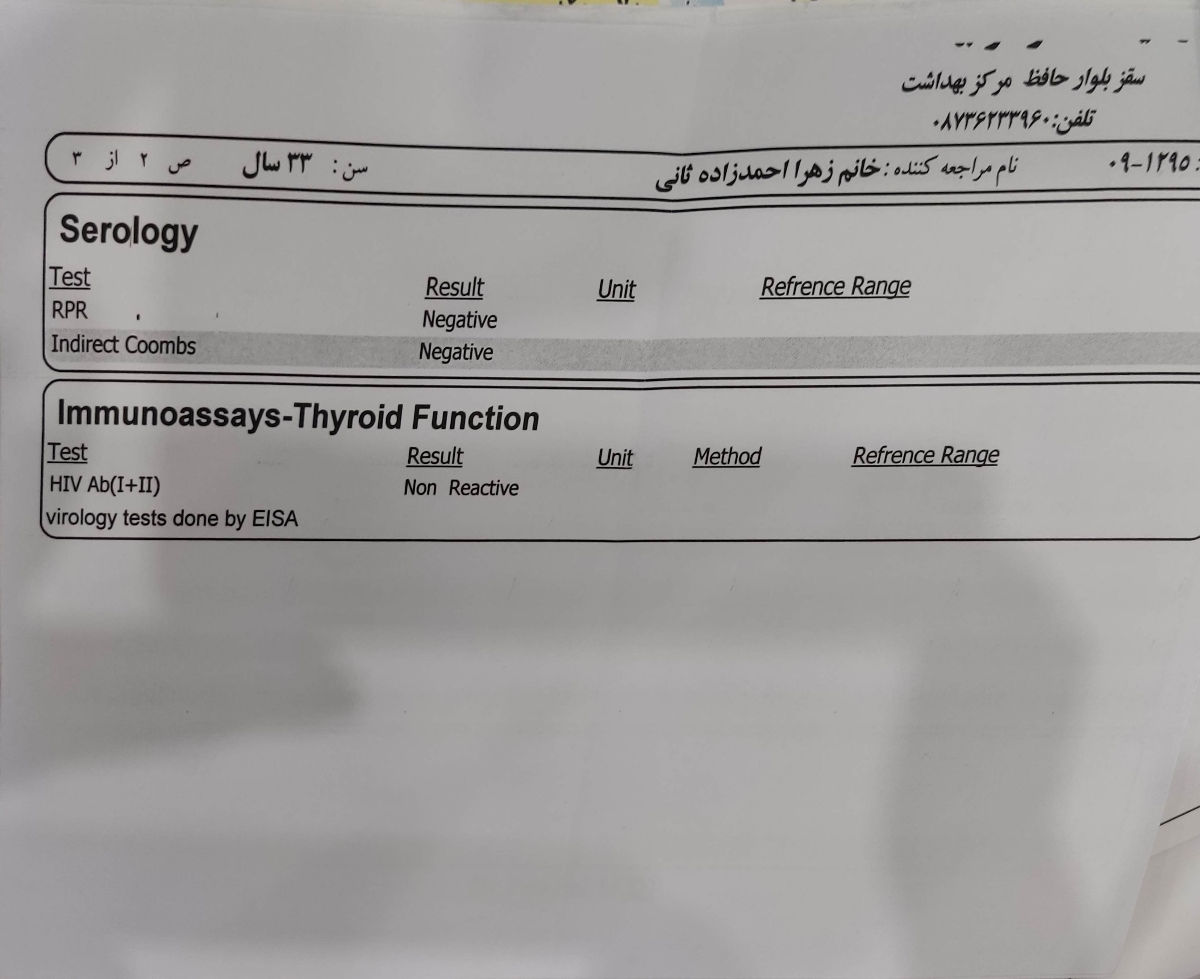 سقز بلوار حافظ مرکز بهداشت
تلفن:۰۸۷۳۶۲۳۳۹۶۰
۰۹-۱۲۹۵ نام مراجعه کننده : خانم زهرا احمدزاده ثانی سن : ۳۳ سال ص ۲ از ۳
Serology
Test Result Unit Refrence Range
RPR Negative
Indirect Coombs Negative
Immunoassays-Thyroid Function
Test Result Unit Method Refrence Range
HIV Ab(I+II) Non Reactive
virology tests done by EISA